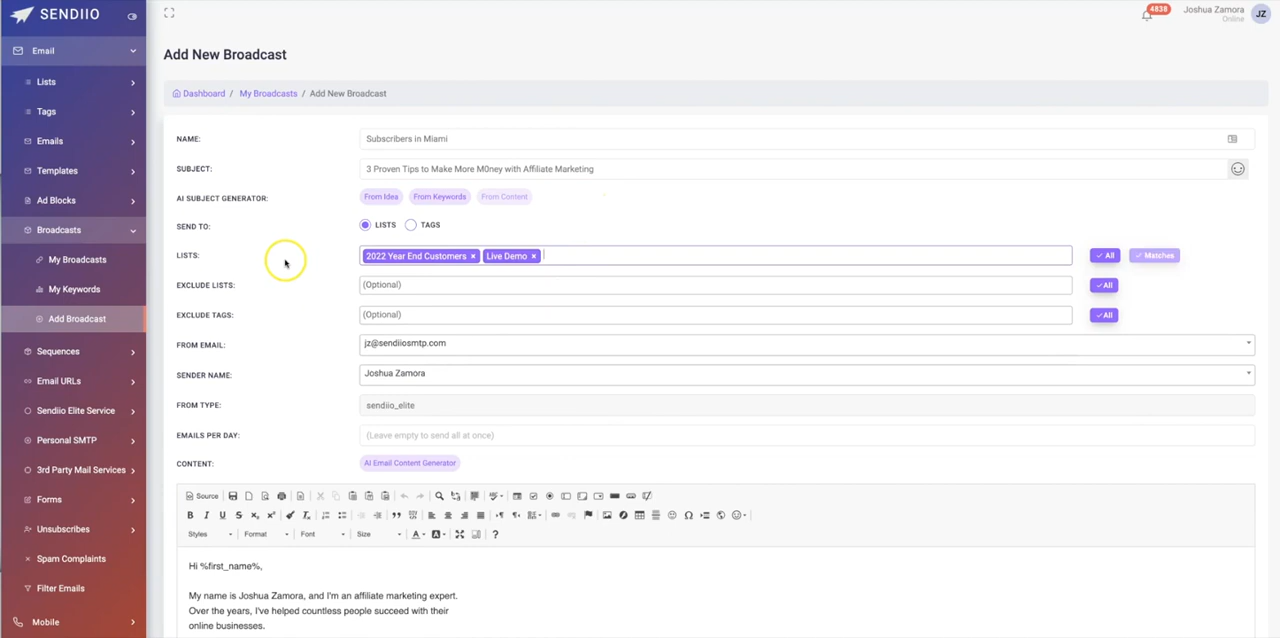 SENDIIO
4838
Joshua Zamora
Online
JZ
Email
Lists
Tags
Emails
Templates
Ad Blocks
Broadcasts
My Broadcasts
My Keywords
Add Broadcast
Sequences
Email URLs
Sendiio Elite Service
Personal SMTP
3rd Party Mail Services
Forms
Unsubscribes
Spam Complaints
Filter Emails
Mobile
Add New Broadcast
Dashboard / My Broadcasts / Add New Broadcast
NAME: Subscribers in Miami
SUBJECT: 3 Proven Tips to Make More M0ney with Affiliate Marketing
AI SUBJECT GENERATOR: From Idea From Keywords From Content
SEND TO: LISTS TAGS
LISTS: 2022 Year End Customers × Live Demo × All Matches
EXCLUDE LISTS: (Optional) All
EXCLUDE TAGS: (Optional) All
FROM EMAIL: jz@sendiiosmtp.com
SENDER NAME: Joshua Zamora
FROM TYPE: sendiio_elite
EMAILS PER DAY: (Leave empty to send all at once)
CONTENT: AI Email Content Generator
Source
B I U S x₂ x² Tx
Styles Format Font Size A A ?
Hi %first_name%,
My name is Joshua Zamora, and I'm an affiliate marketing expert.
Over the years, I've helped countless people succeed with their
online businesses.